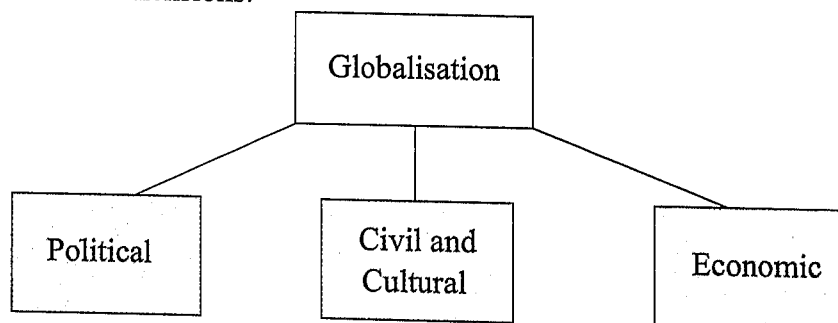 Globalisation
Political
Civil and
Cultural
Economic